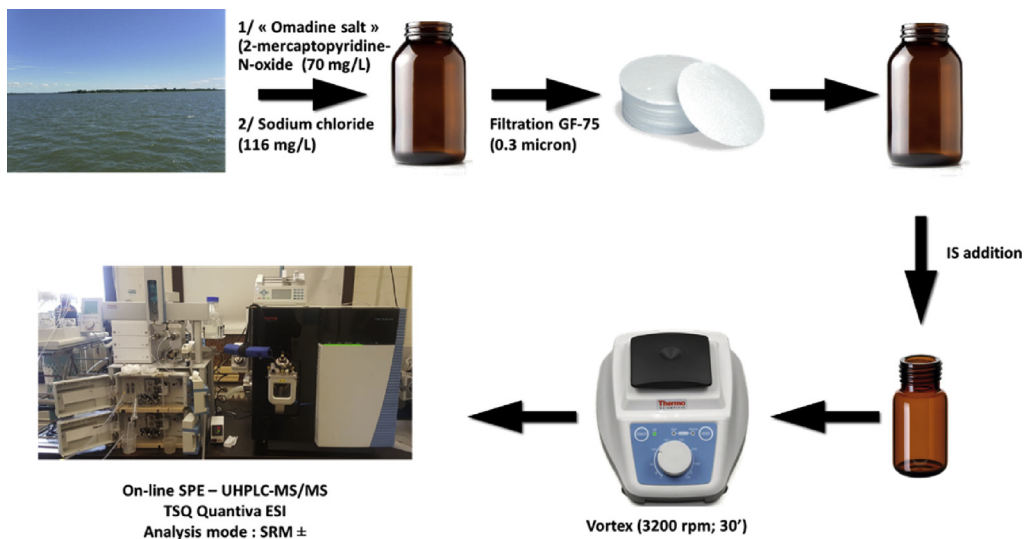 1/ « Omadine salt »
(2-mercaptopyridine-
N-oxide (70 mg/L)
2/ Sodium chloride
(116 mg/L)
Filtration GF-75
(0.3 micron)
IS addition
Thermo
SCIENTIFIC
Vortex (3200 rpm; 30’)
On-line SPE – UHPLC-MS/MS
TSQ Quantiva ESI
Analysis mode : SRM ±